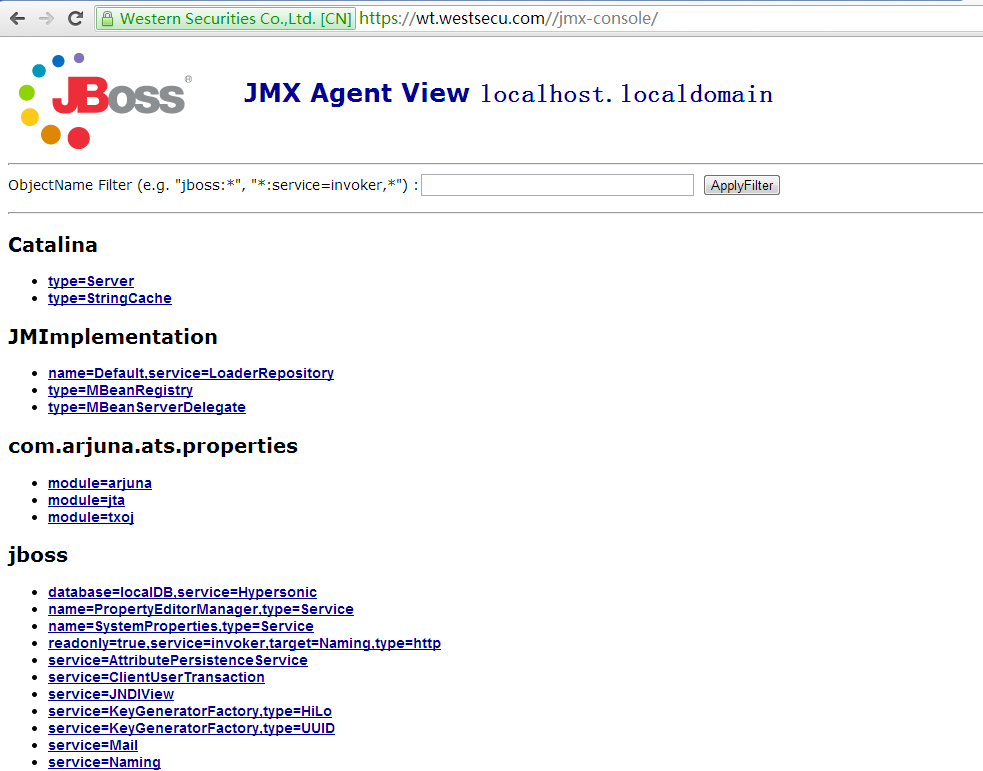 Western Securities Co.,Ltd. [CN] https://wt.westsecu.com//jmx-console/
JBoss®
JMX Agent View localhost.localdomain
ObjectName Filter (e.g. "jboss:*", "*:service=invoker,*") : ApplyFilter
Catalina
type=Server
type=StringCache
JMImplementation
name=Default,service=LoaderRepository
type=MBeanRegistry
type=MBeanServerDelegate
com.arjuna.ats.properties
module=arjuna
module=jta
module=txoj
jboss
database=localDB,service=Hypersonic
name=PropertyEditorManager,type=Service
name=SystemProperties,type=Service
readonly=true,service=invoker,target=Naming,type=http
service=AttributePersistenceService
service=ClientUserTransaction
service=JNDIView
service=KeyGeneratorFactory,type=HiLo
service=KeyGeneratorFactory,type=UUID
service=Mail
service=Naming